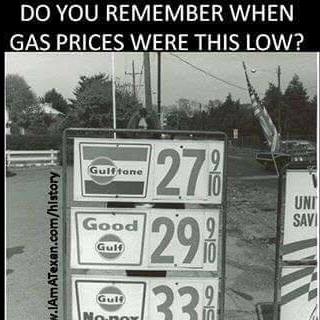 DO YOU REMEMBER WHEN
GAS PRICES WERE THIS LOW?
Gulftane 27 9/10
Good Gulf 29 9/10
Gulf No-nox 33 9/10
UNI
SAVI
w.IAmATexan.com/history